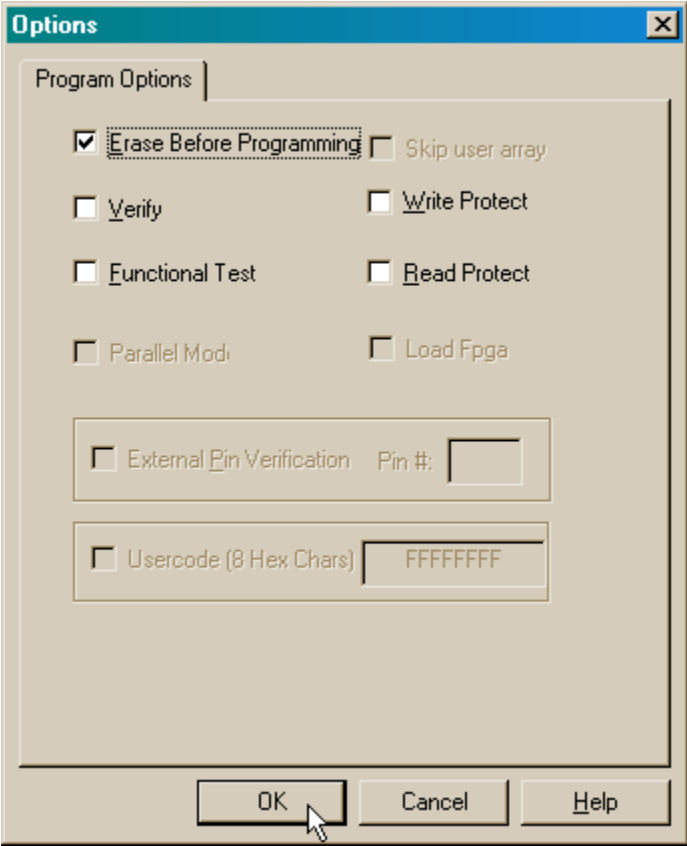 Options
Program Options
Erase Before Programming
Skip user array
Verify
Write Protect
Functional Test
Read Protect
Parallel Mod
Load Fpga
External Pin Verification Pin #:
Usercode (8 Hex Chars) FFFFFFFF
OK Cancel Help